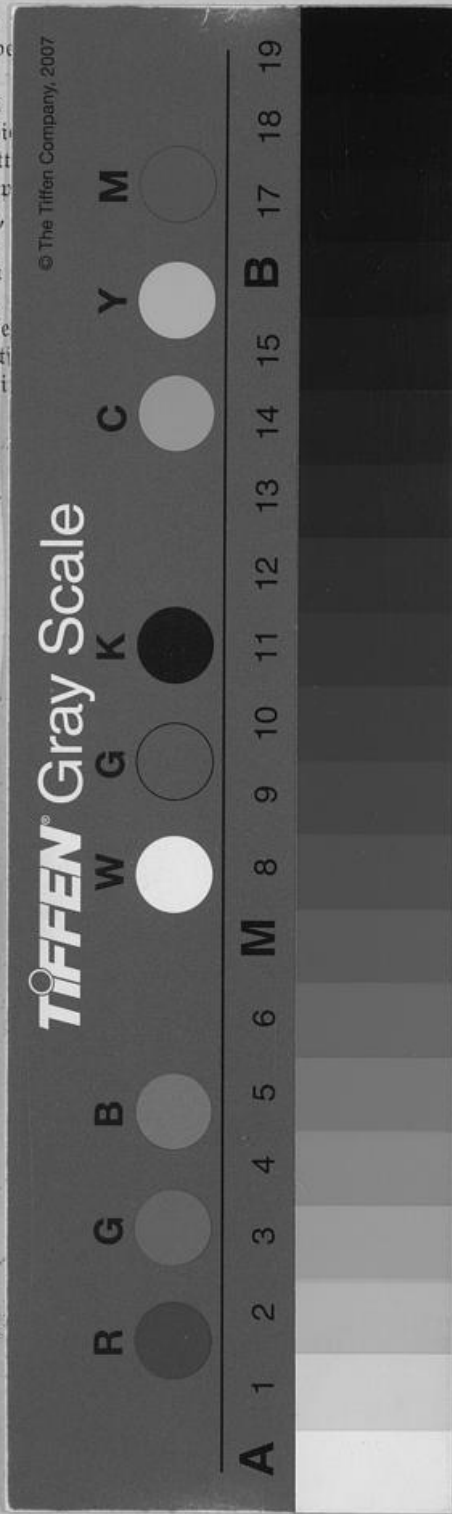 TIFFEN® Gray Scale
© The Tiffen Company, 2007
R G B W G K C Y M
A 1 2 3 4 5 6 M 8 9 10 11 12 13 14 15 B 17 18 19